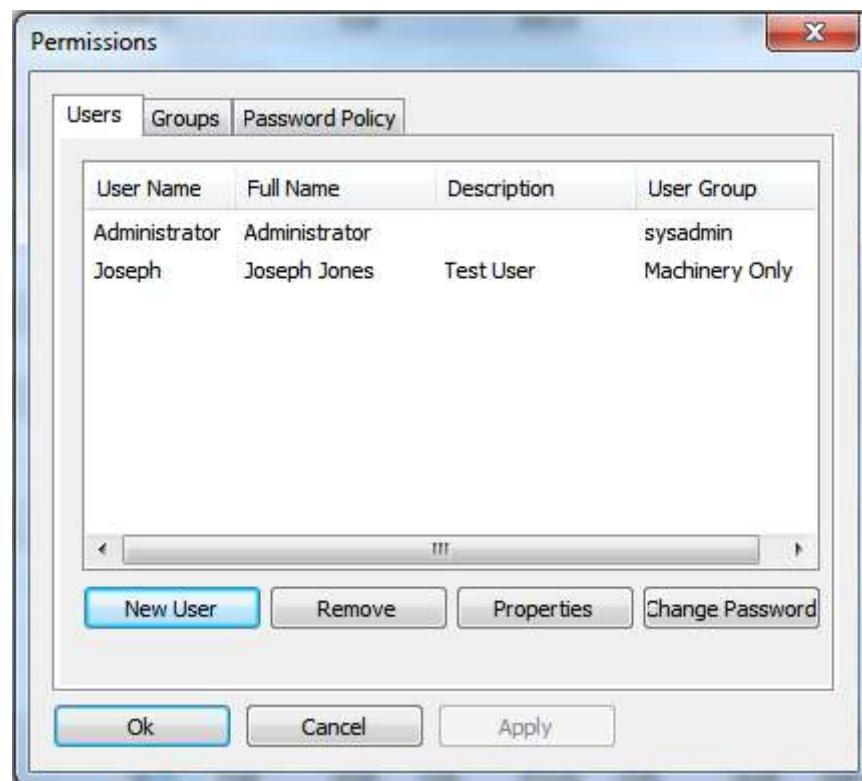 Permissions
Users Groups Password Policy
User Name Full Name Description User Group
Administrator Administrator sysadmin
Joseph Joseph Jones Test User Machinery Only
New User Remove Properties Change Password
Ok Cancel Apply